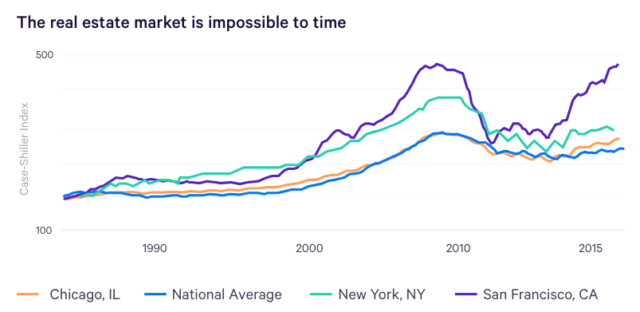 The real estate market is impossible to time
500
Case-Shiller Index
100
1990 2000 2010 2015
Chicago, IL National Average New York, NY San Francisco, CA